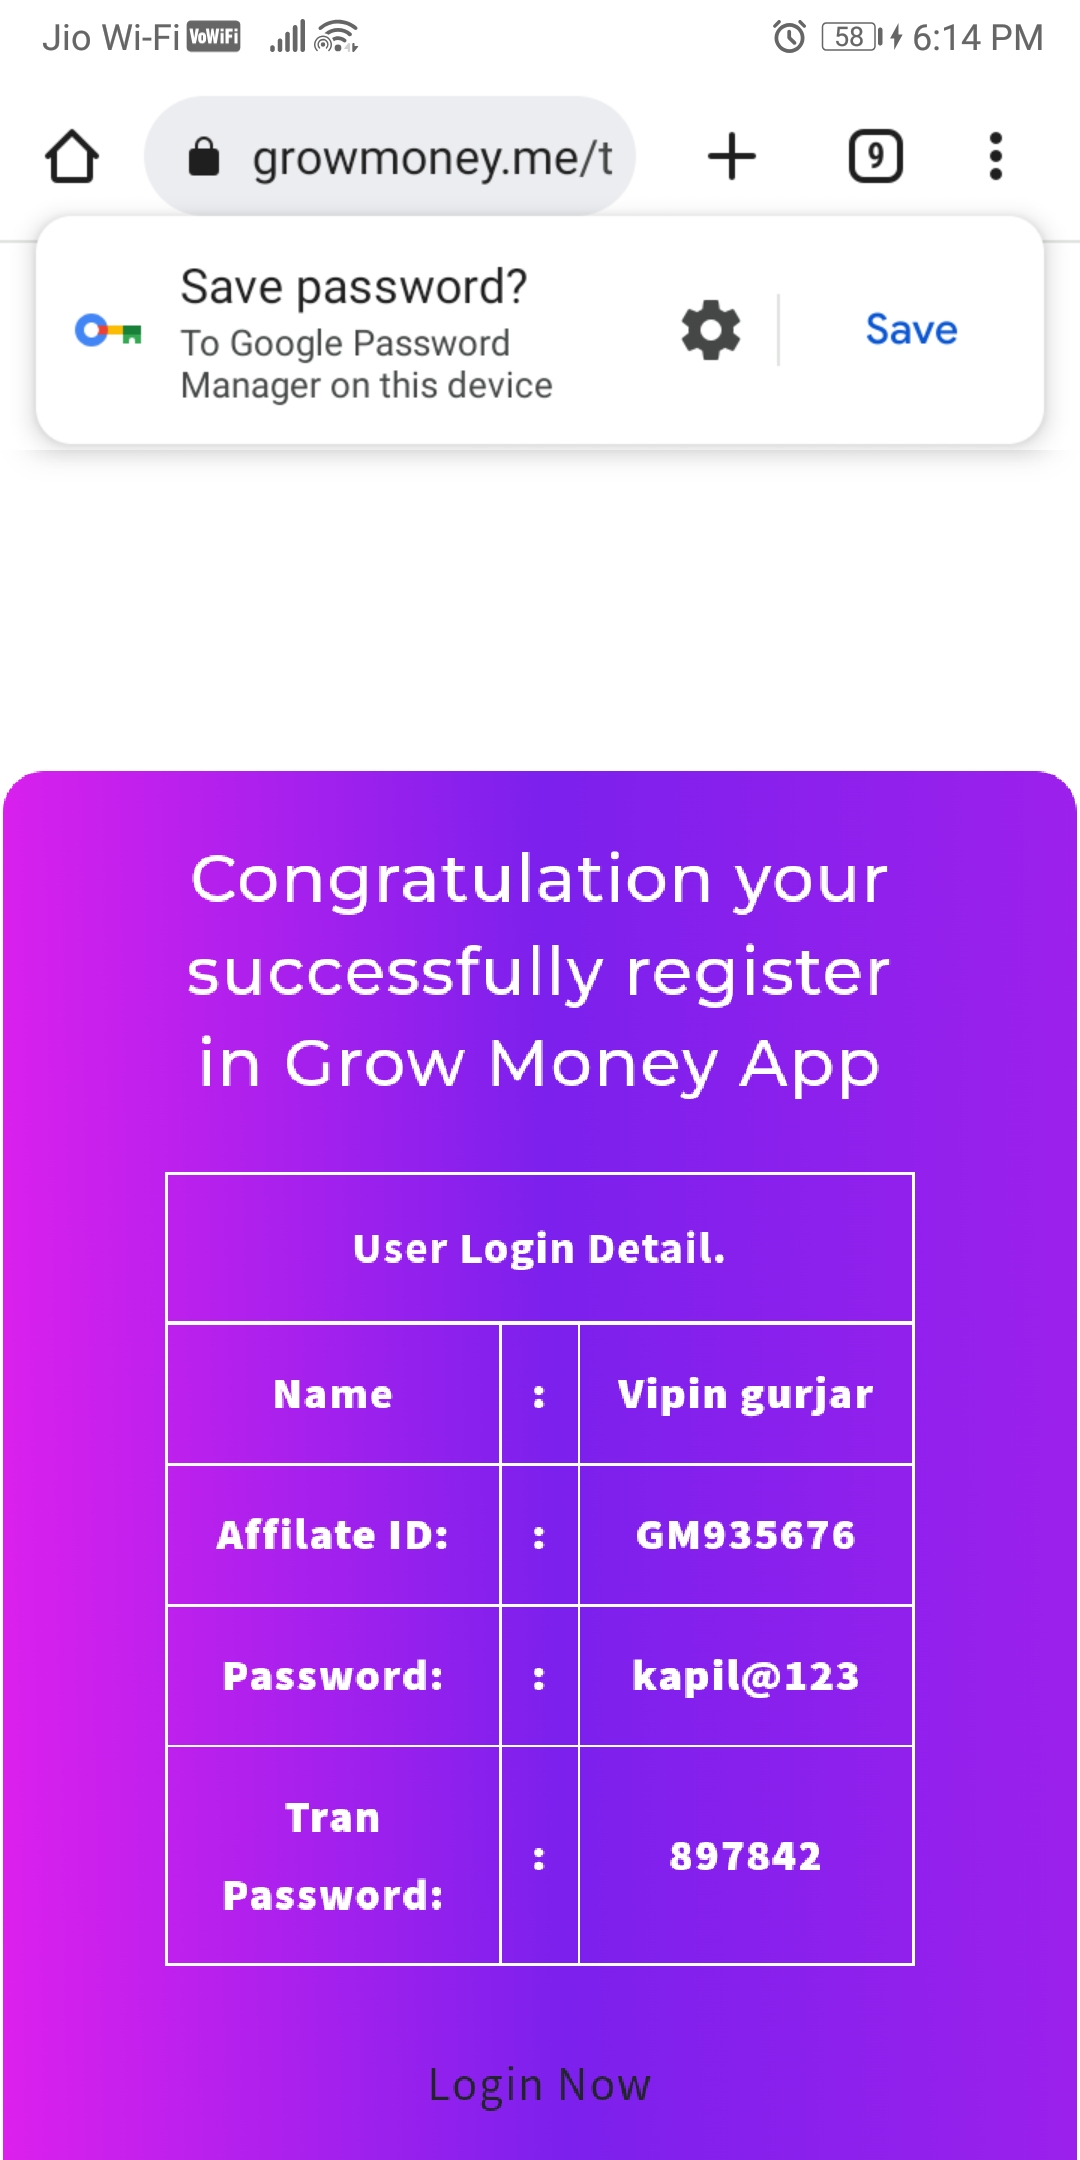 Jio Wi-Fi VoWiFi 58 6:14 PM
growmoney.me/t 9
Save password?
To Google Password
Manager on this device
Save
Congratulation your
successfully register
in Grow Money App
User Login Detail.
Name : Vipin gurjar
Affilate ID: : GM935676
Password: : kapil@123
Tran
Password: : 897842
Login Now